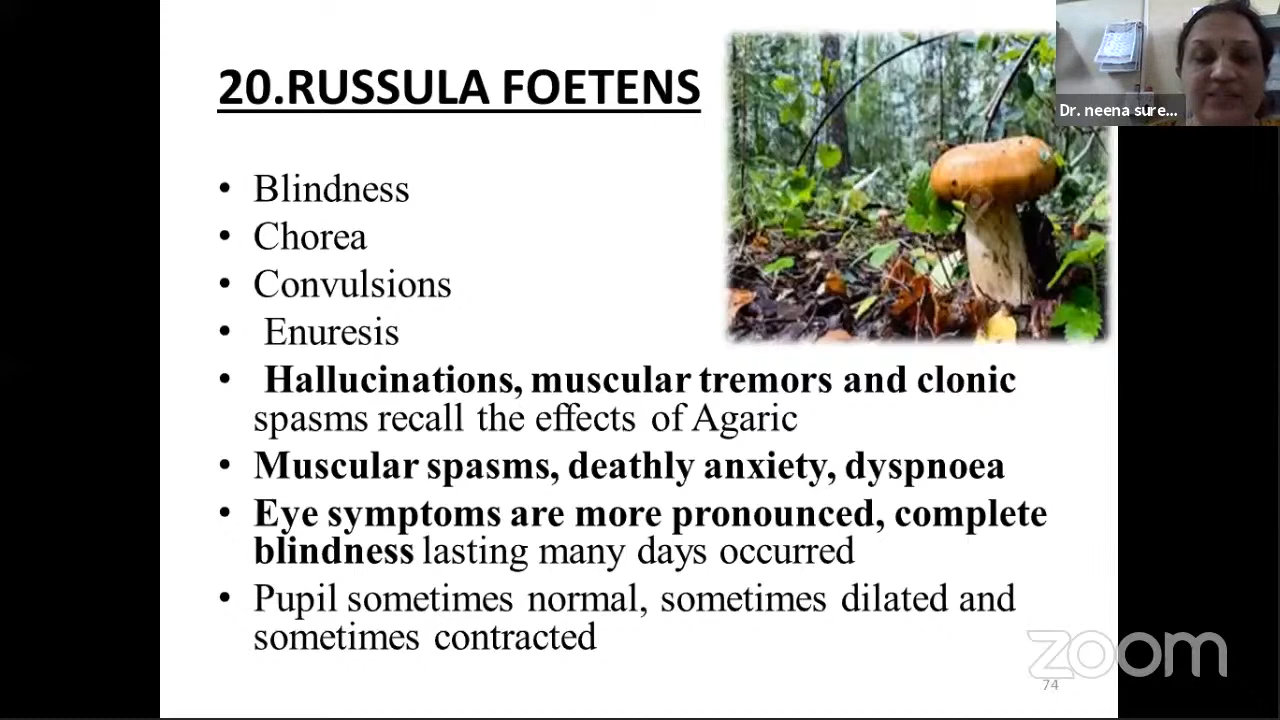 20.RUSSULA FOETENS
Dr. neena sure...
• Blindness
• Chorea
• Convulsions
• Enuresis
• Hallucinations, muscular tremors and clonic
spasms recall the effects of Agaric
• Muscular spasms, deathly anxiety, dyspnoea
• Eye symptoms are more pronounced, complete
blindness lasting many days occurred
• Pupil sometimes normal, sometimes dilated and
sometimes contracted
zoom
74